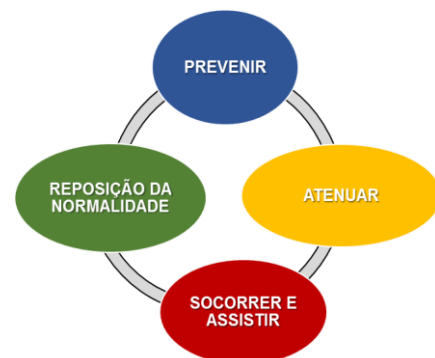 PREVENIR
ATENUAR
SOCORRER E
ASSISTIR
REPOSIÇÃO DA
NORMALIDADE